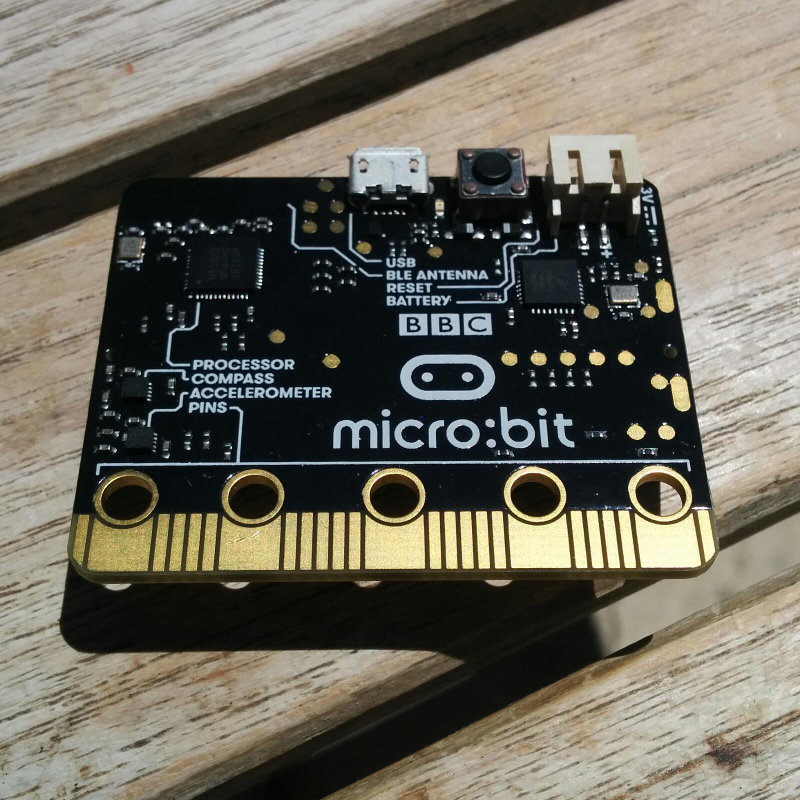 3V
USB
BLE ANTENNA
RESET
BATTERY
BBC
PROCESSOR
COMPASS
ACCELEROMETER
PINS
micro:bit